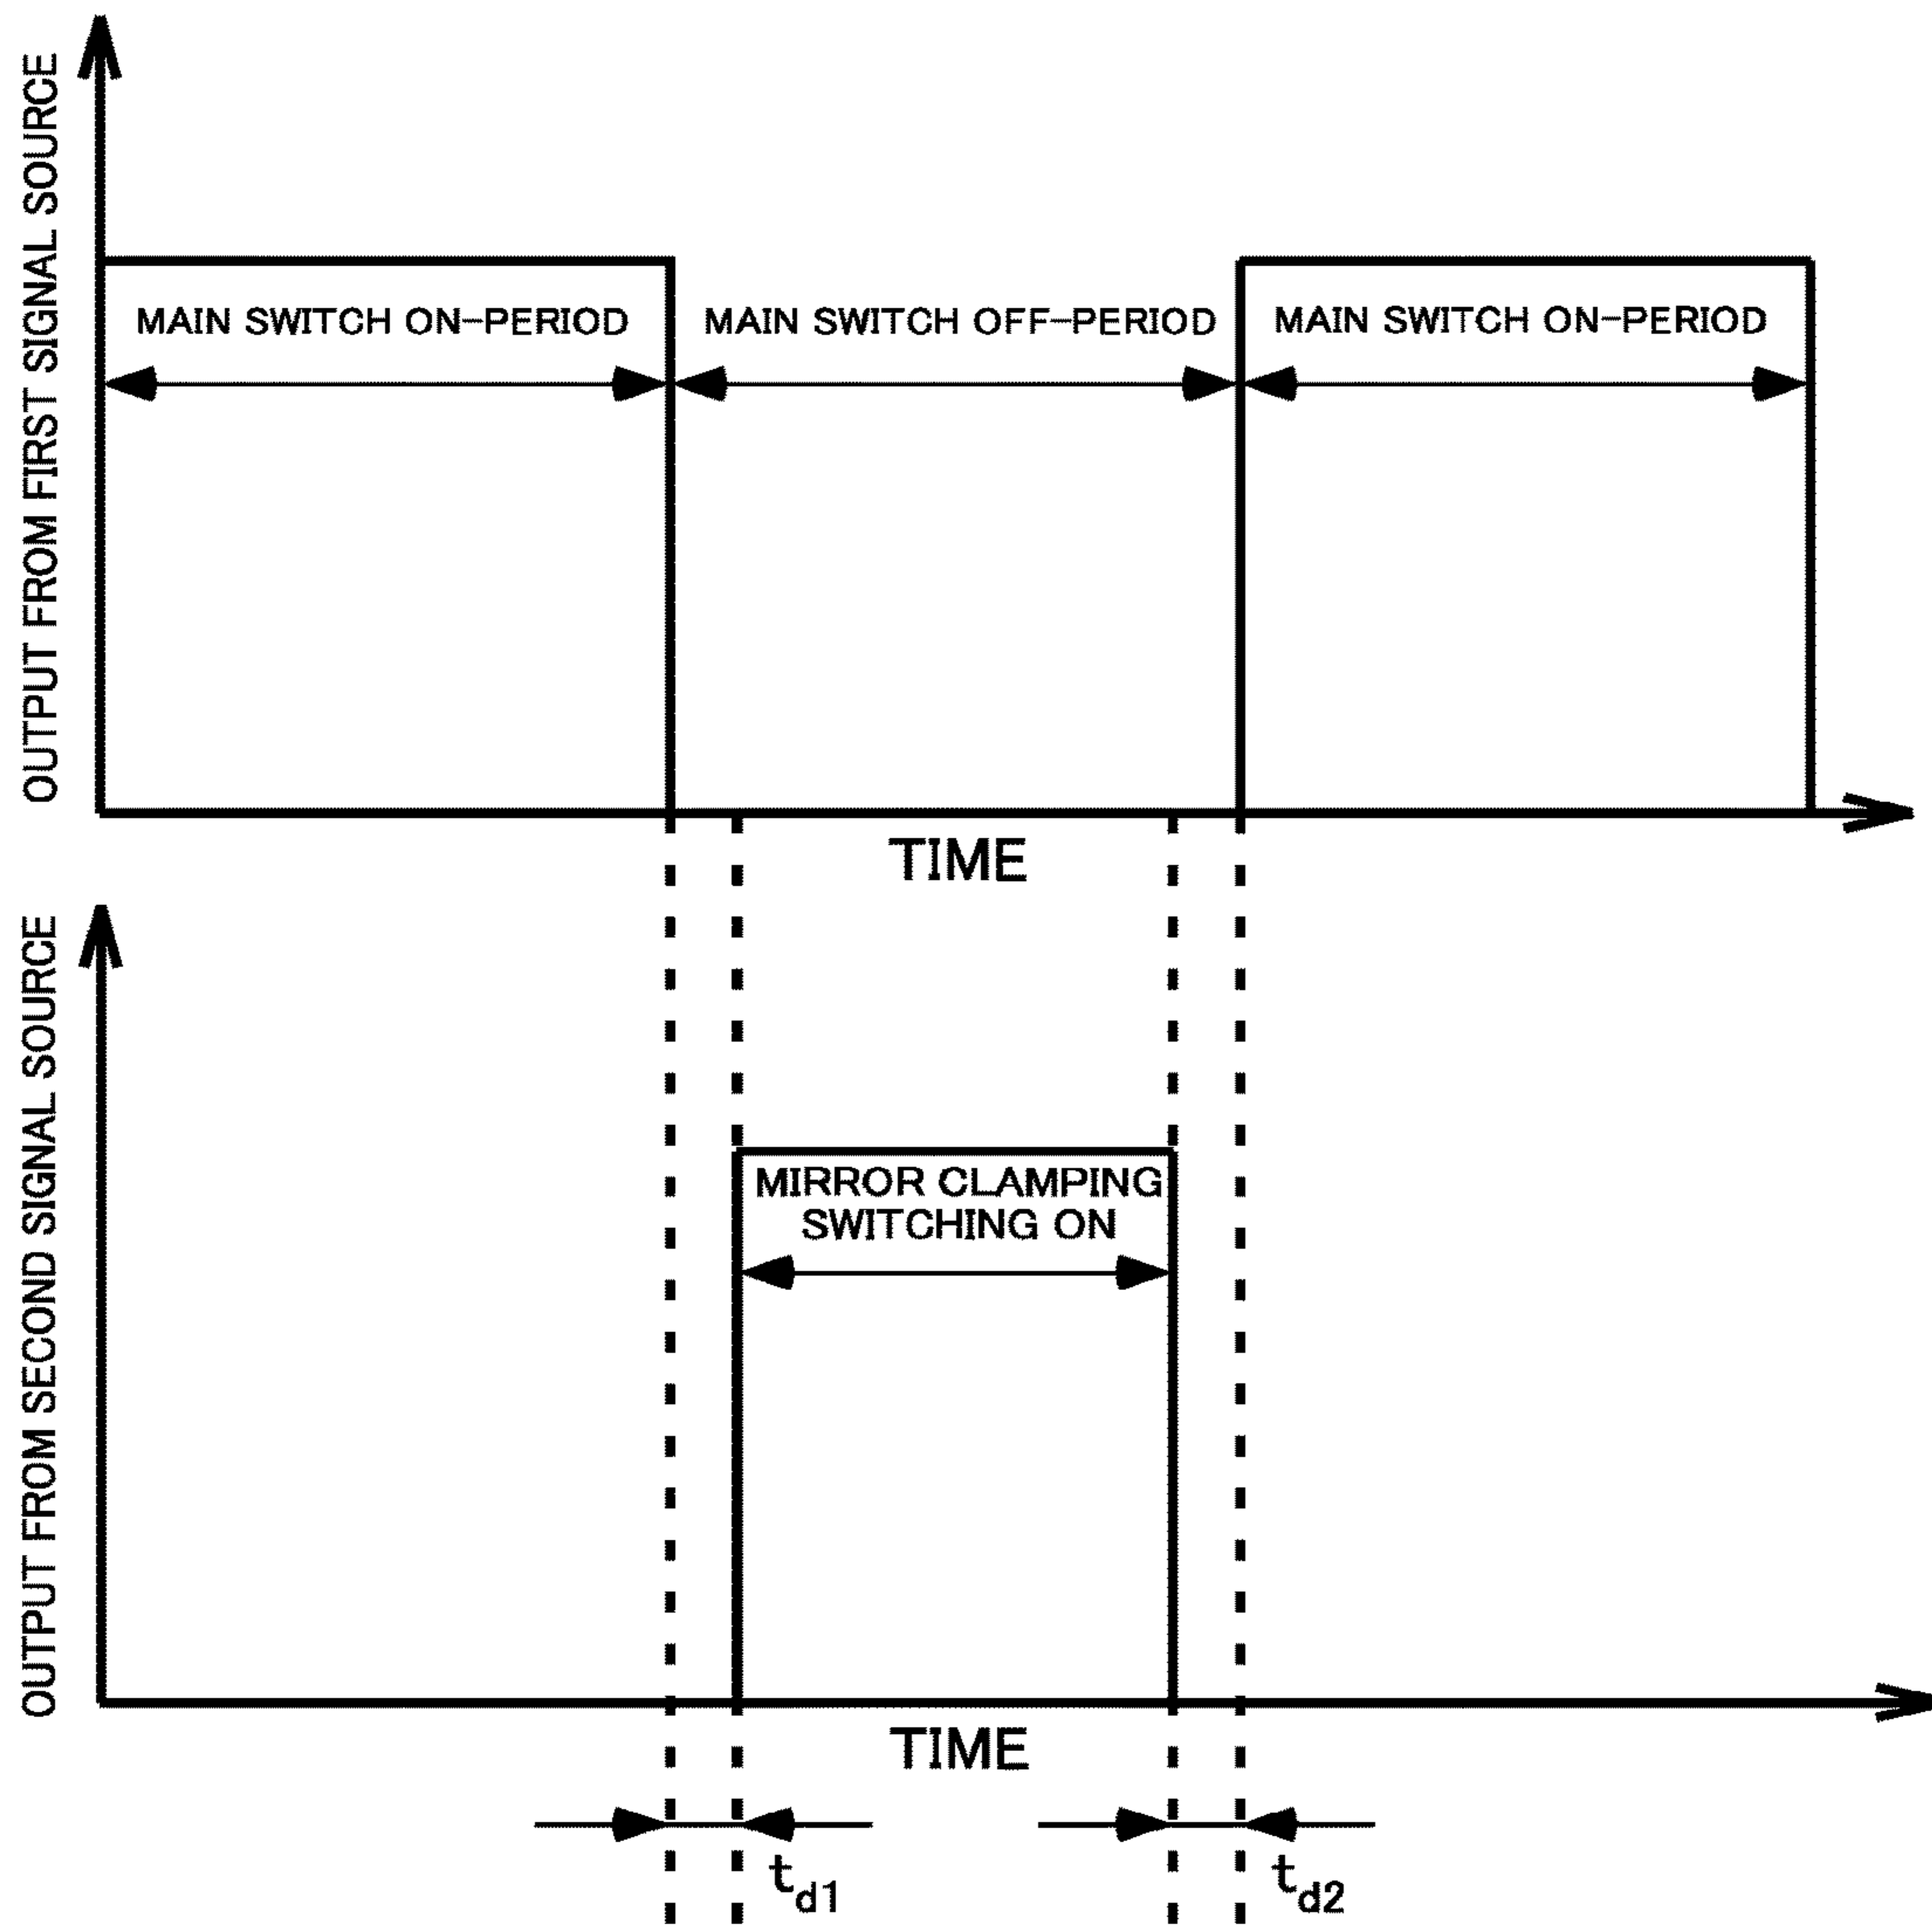 OUTPUT FROM FIRST SIGNAL SOURCE
MAIN SWITCH ON-PERIOD
MAIN SWITCH OFF-PERIOD
MAIN SWITCH ON-PERIOD
TIME
OUTPUT FROM SECOND SIGNAL SOURCE
MIRROR CLAMPING
SWITCHING ON
TIME
td1
td2